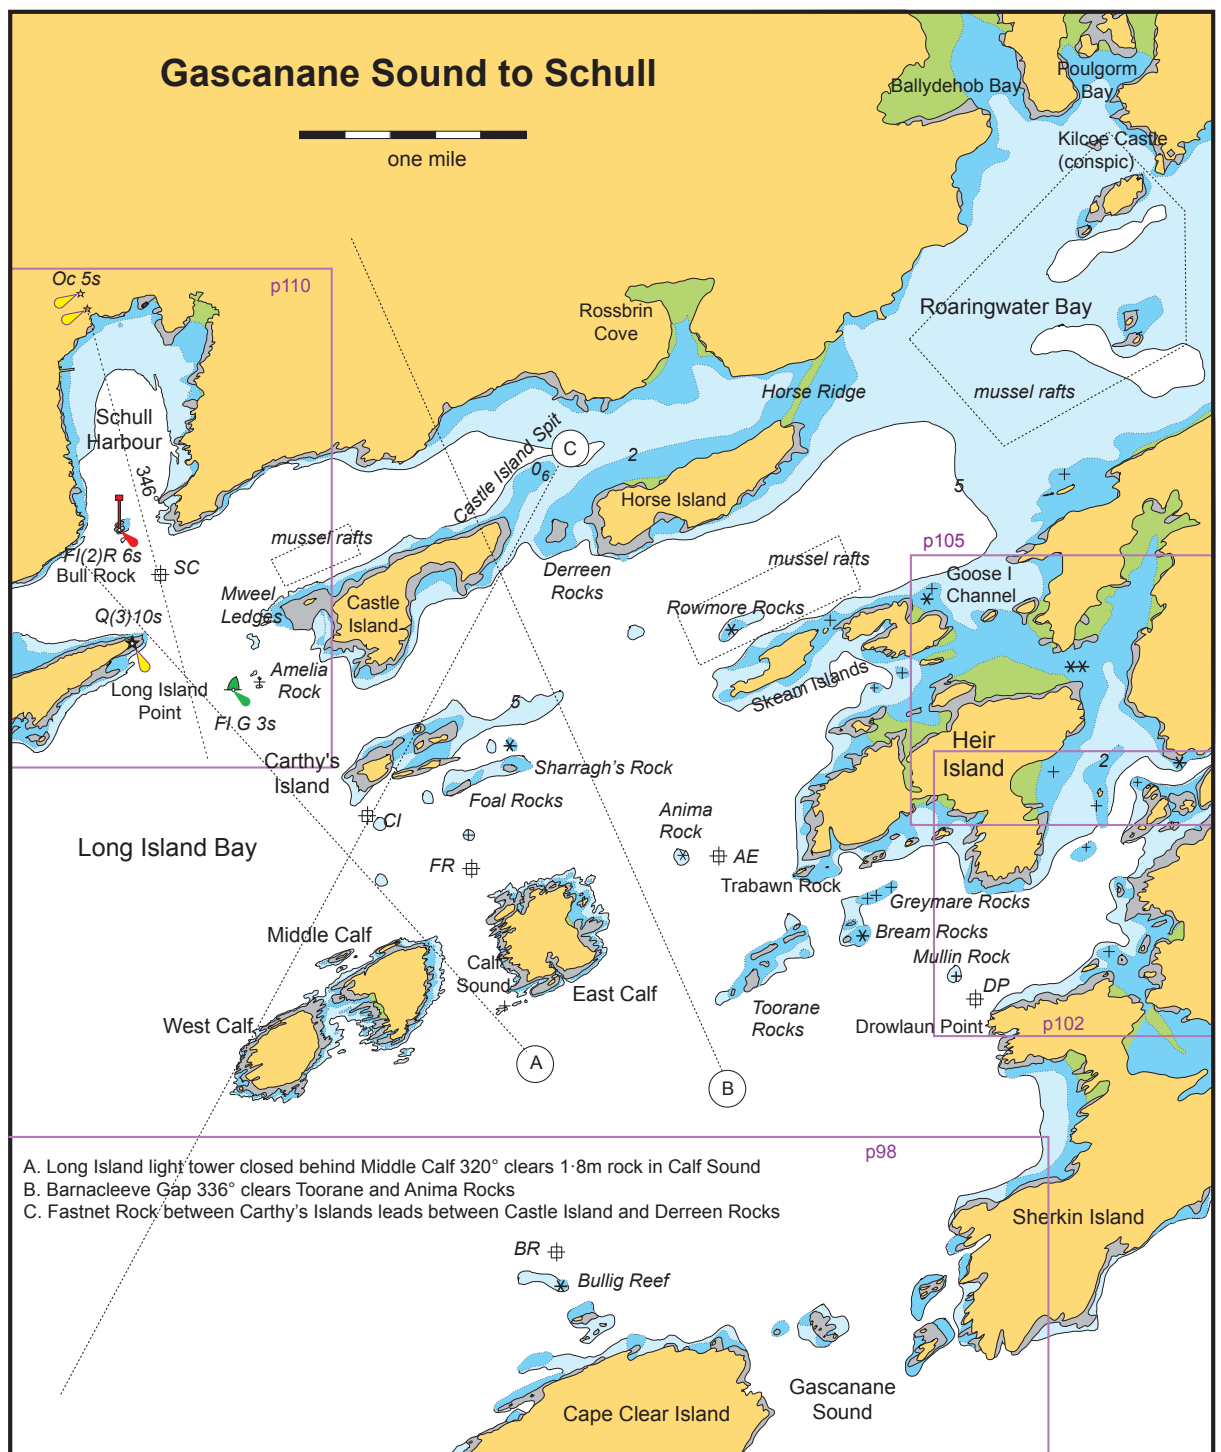 Gascanane Sound to Schull
one mile
Ballydehob Bay
Poulgorm
Bay
Kilcoe Castle
(conspic)
Oc 5s
p110
Rossbrin
Cove
Roaringwater Bay
mussel rafts
Horse Ridge
Schull
Harbour
346°
Castle Island Spit
C
0₆
2
Horse Island
5
mussel rafts
mussel rafts
p105
Fl(2)R 6s
Bull Rock
SC
Derreen
Rocks
Goose I
Channel
Mweel
Ledges
Castle
Island
Rowmore Rocks
Q(3)10s
Amelia
Rock
Long Island
Point
Skeam Islands
Fl.G 3s
5
Carthy's
Island
Sharragh's Rock
Heir
Island
2
Foal Rocks
Anima
Rock
CI
Long Island Bay
FR
AE
Trabawn Rock
Greymare Rocks
Middle Calf
Bream Rocks
Calf
Sound
Mullin Rock
East Calf
DP
West Calf
Toorane
Rocks
Drowlaun Point
p102
A
B
p98
A. Long Island light tower closed behind Middle Calf 320° clears 1·8m rock in Calf Sound
B. Barnacleeve Gap 336° clears Toorane and Anima Rocks
C. Fastnet Rock between Carthy's Islands leads between Castle Island and Derreen Rocks
Sherkin Island
BR
Bullig Reef
Gascanane
Sound
Cape Clear Island